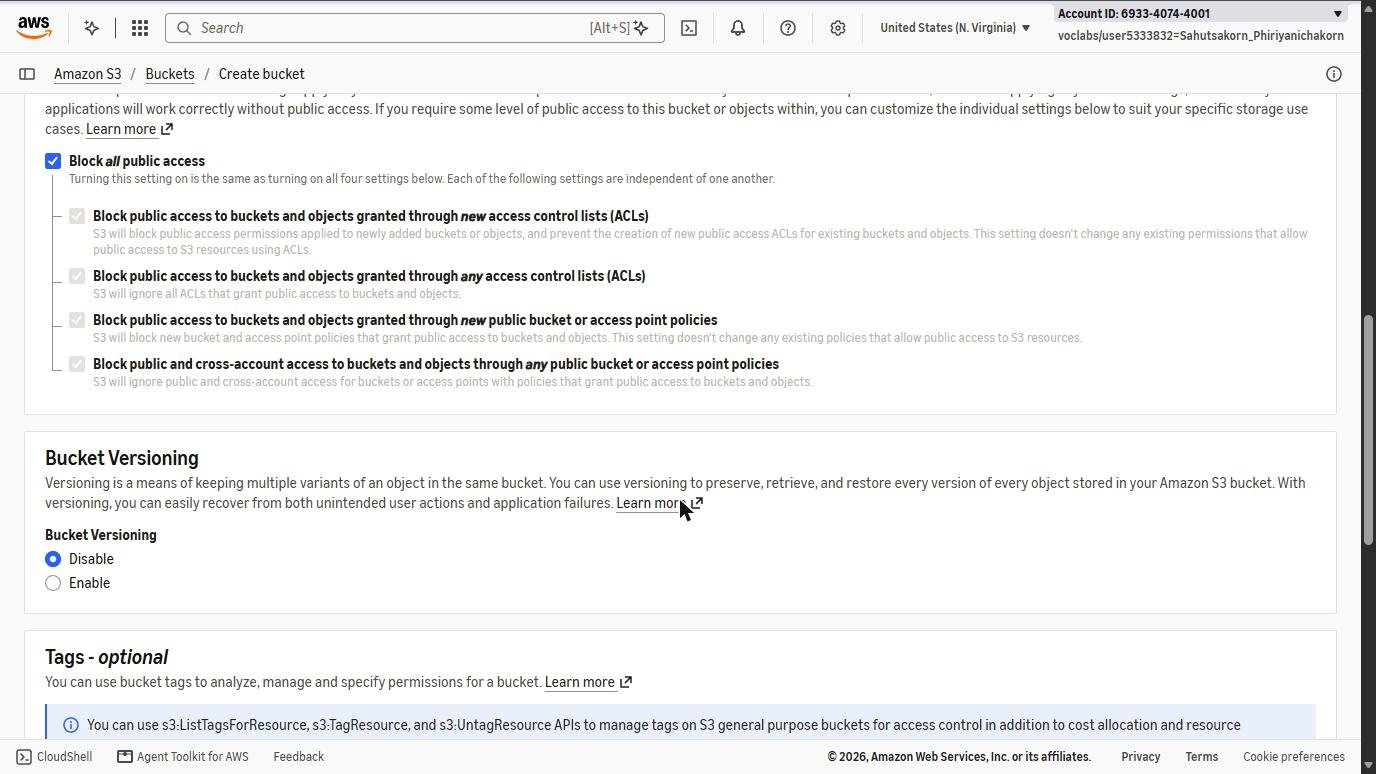 aws
Search
[Alt+S]
United States (N. Virginia)
Account ID: 6933-4074-4001
voclabs/user5333832=Sahutsakorn_Phiriyanichakorn
Amazon S3 / Buckets / Create bucket
applications will work correctly without public access. If you require some level of public access to this bucket or objects within, you can customize the individual settings below to suit your specific storage use
cases. Learn more
Block all public access
Turning this setting on is the same as turning on all four settings below. Each of the following settings are independent of one another.
Block public access to buckets and objects granted through new access control lists (ACLs)
S3 will block public access permissions applied to newly added buckets or objects, and prevent the creation of new public access ACLs for existing buckets and objects. This setting doesn't change any existing permissions that allow
public access to S3 resources using ACLs.
Block public access to buckets and objects granted through any access control lists (ACLs)
S3 will ignore all ACLs that grant public access to buckets and objects.
Block public access to buckets and objects granted through new public bucket or access point policies
S3 will block new bucket and access point policies that grant public access to buckets and objects. This setting doesn't change any existing policies that allow public access to S3 resources.
Block public and cross-account access to buckets and objects through any public bucket or access point policies
S3 will ignore public and cross-account access for buckets or access points with policies that grant public access to buckets and objects.
Bucket Versioning
Versioning is a means of keeping multiple variants of an object in the same bucket. You can use versioning to preserve, retrieve, and restore every version of every object stored in your Amazon S3 bucket. With
versioning, you can easily recover from both unintended user actions and application failures. Learn more
Bucket Versioning
Disable
Enable
Tags - optional
You can use bucket tags to analyze, manage and specify permissions for a bucket. Learn more
You can use s3:ListTagsForResource, s3:TagResource, and s3:UntagResource APIs to manage tags on S3 general purpose buckets for access control in addition to cost allocation and resource
CloudShell
Agent Toolkit for AWS
Feedback
© 2026, Amazon Web Services, Inc. or its affiliates.
Privacy
Terms
Cookie preferences